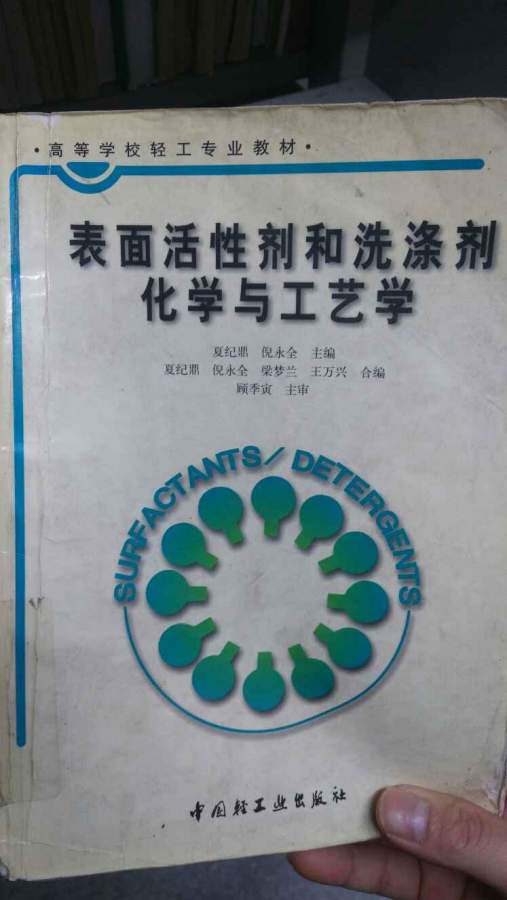 ·高等学校轻工专业教材·
表面活性剂和洗涤剂
化学与工艺学
夏纪鼎 倪永全 主编
夏纪鼎 倪永全 梁梦兰 王万兴 合编
顾季寅 主审
SURFACTANTS/DETERGENTS
中国轻工业出版社